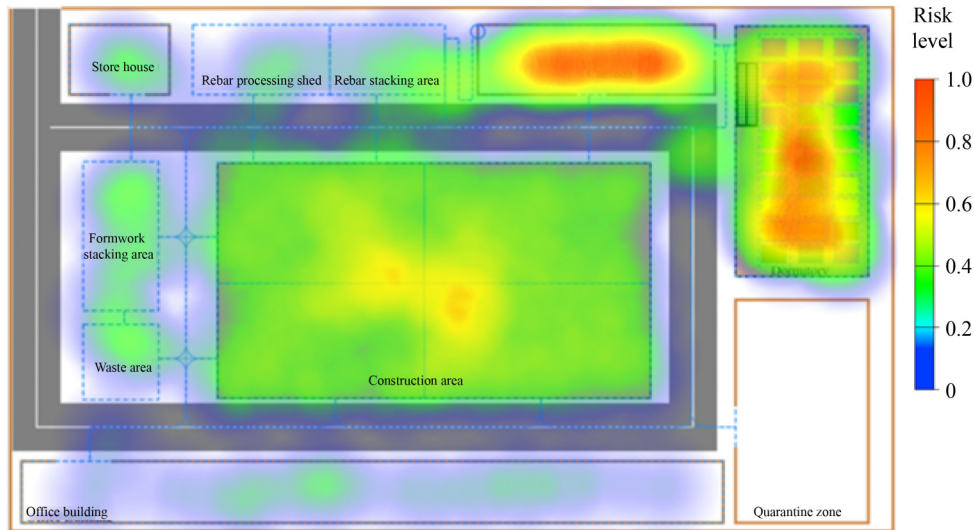 Risk
level
Store house
Rebar processing shed
Rebar stacking area
1.0
0.8
0.6
0.4
0.2
0
Formwork
stacking area
Dormitory
Waste area
Construction area
Office building
Quarantine zone